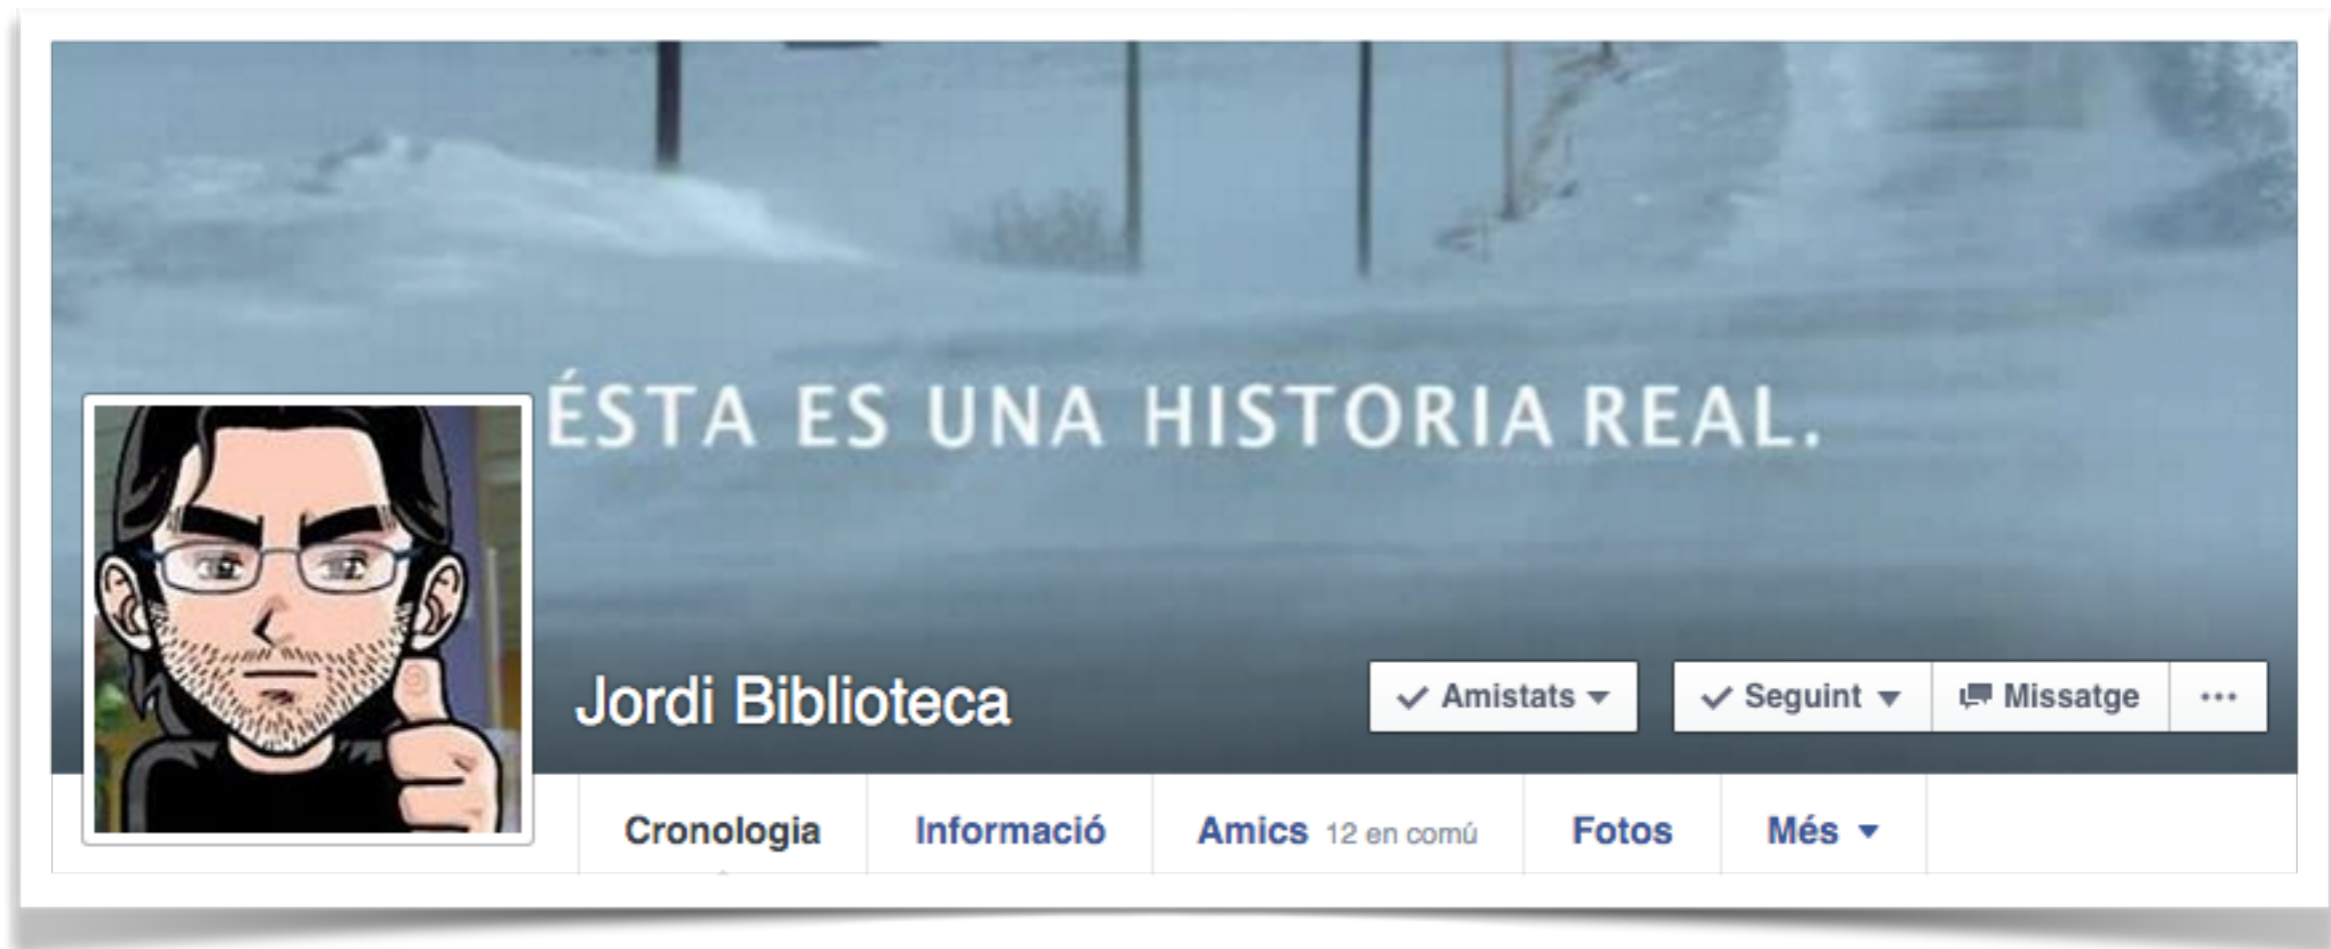 ÉSTA ES UNA HISTORIA REAL.
Jordi Biblioteca
Amistats Seguint Missatge ...
Cronologia Informació Amics 12 en comú Fotos Més